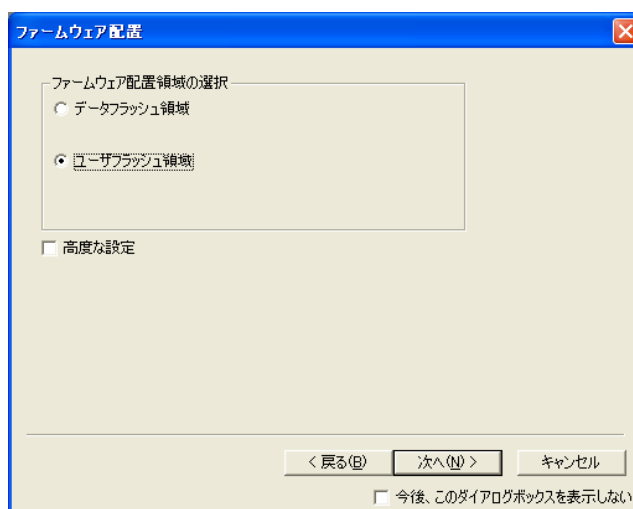 ファームウェア配置
ファームウェア配置領域の選択
データフラッシュ領域
ユーザフラッシュ領域
高度な設定
< 戻る(B)
次へ(N) >
キャンセル
今後、このダイアログボックスを表示しない